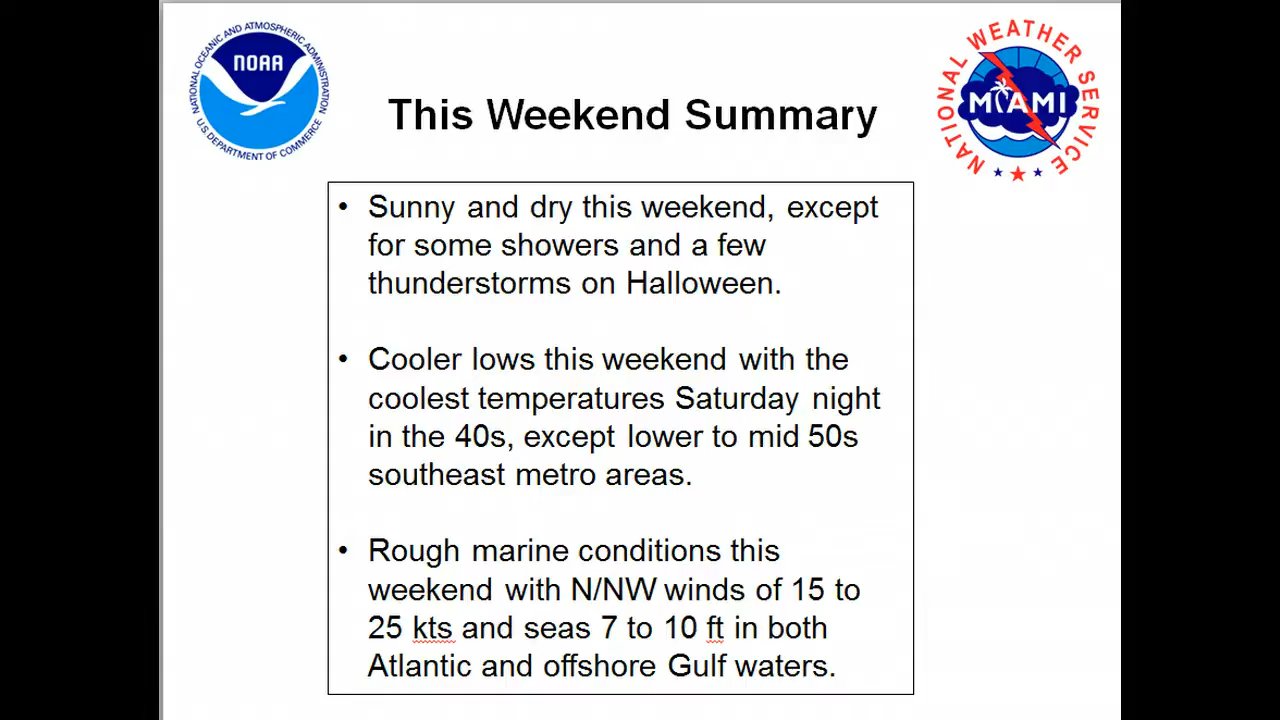 NATIONAL OCEANIC AND ATMOSPHERIC ADMINISTRATION
NOAA
U.S. DEPARTMENT OF COMMERCE
NATIONAL WEATHER SERVICE
MIAMI
This Weekend Summary
• Sunny and dry this weekend, except
for some showers and a few
thunderstorms on Halloween.
• Cooler lows this weekend with the
coolest temperatures Saturday night
in the 40s, except lower to mid 50s
southeast metro areas.
• Rough marine conditions this
weekend with N/NW winds of 15 to
25 kts and seas 7 to 10 ft in both
Atlantic and offshore Gulf waters.